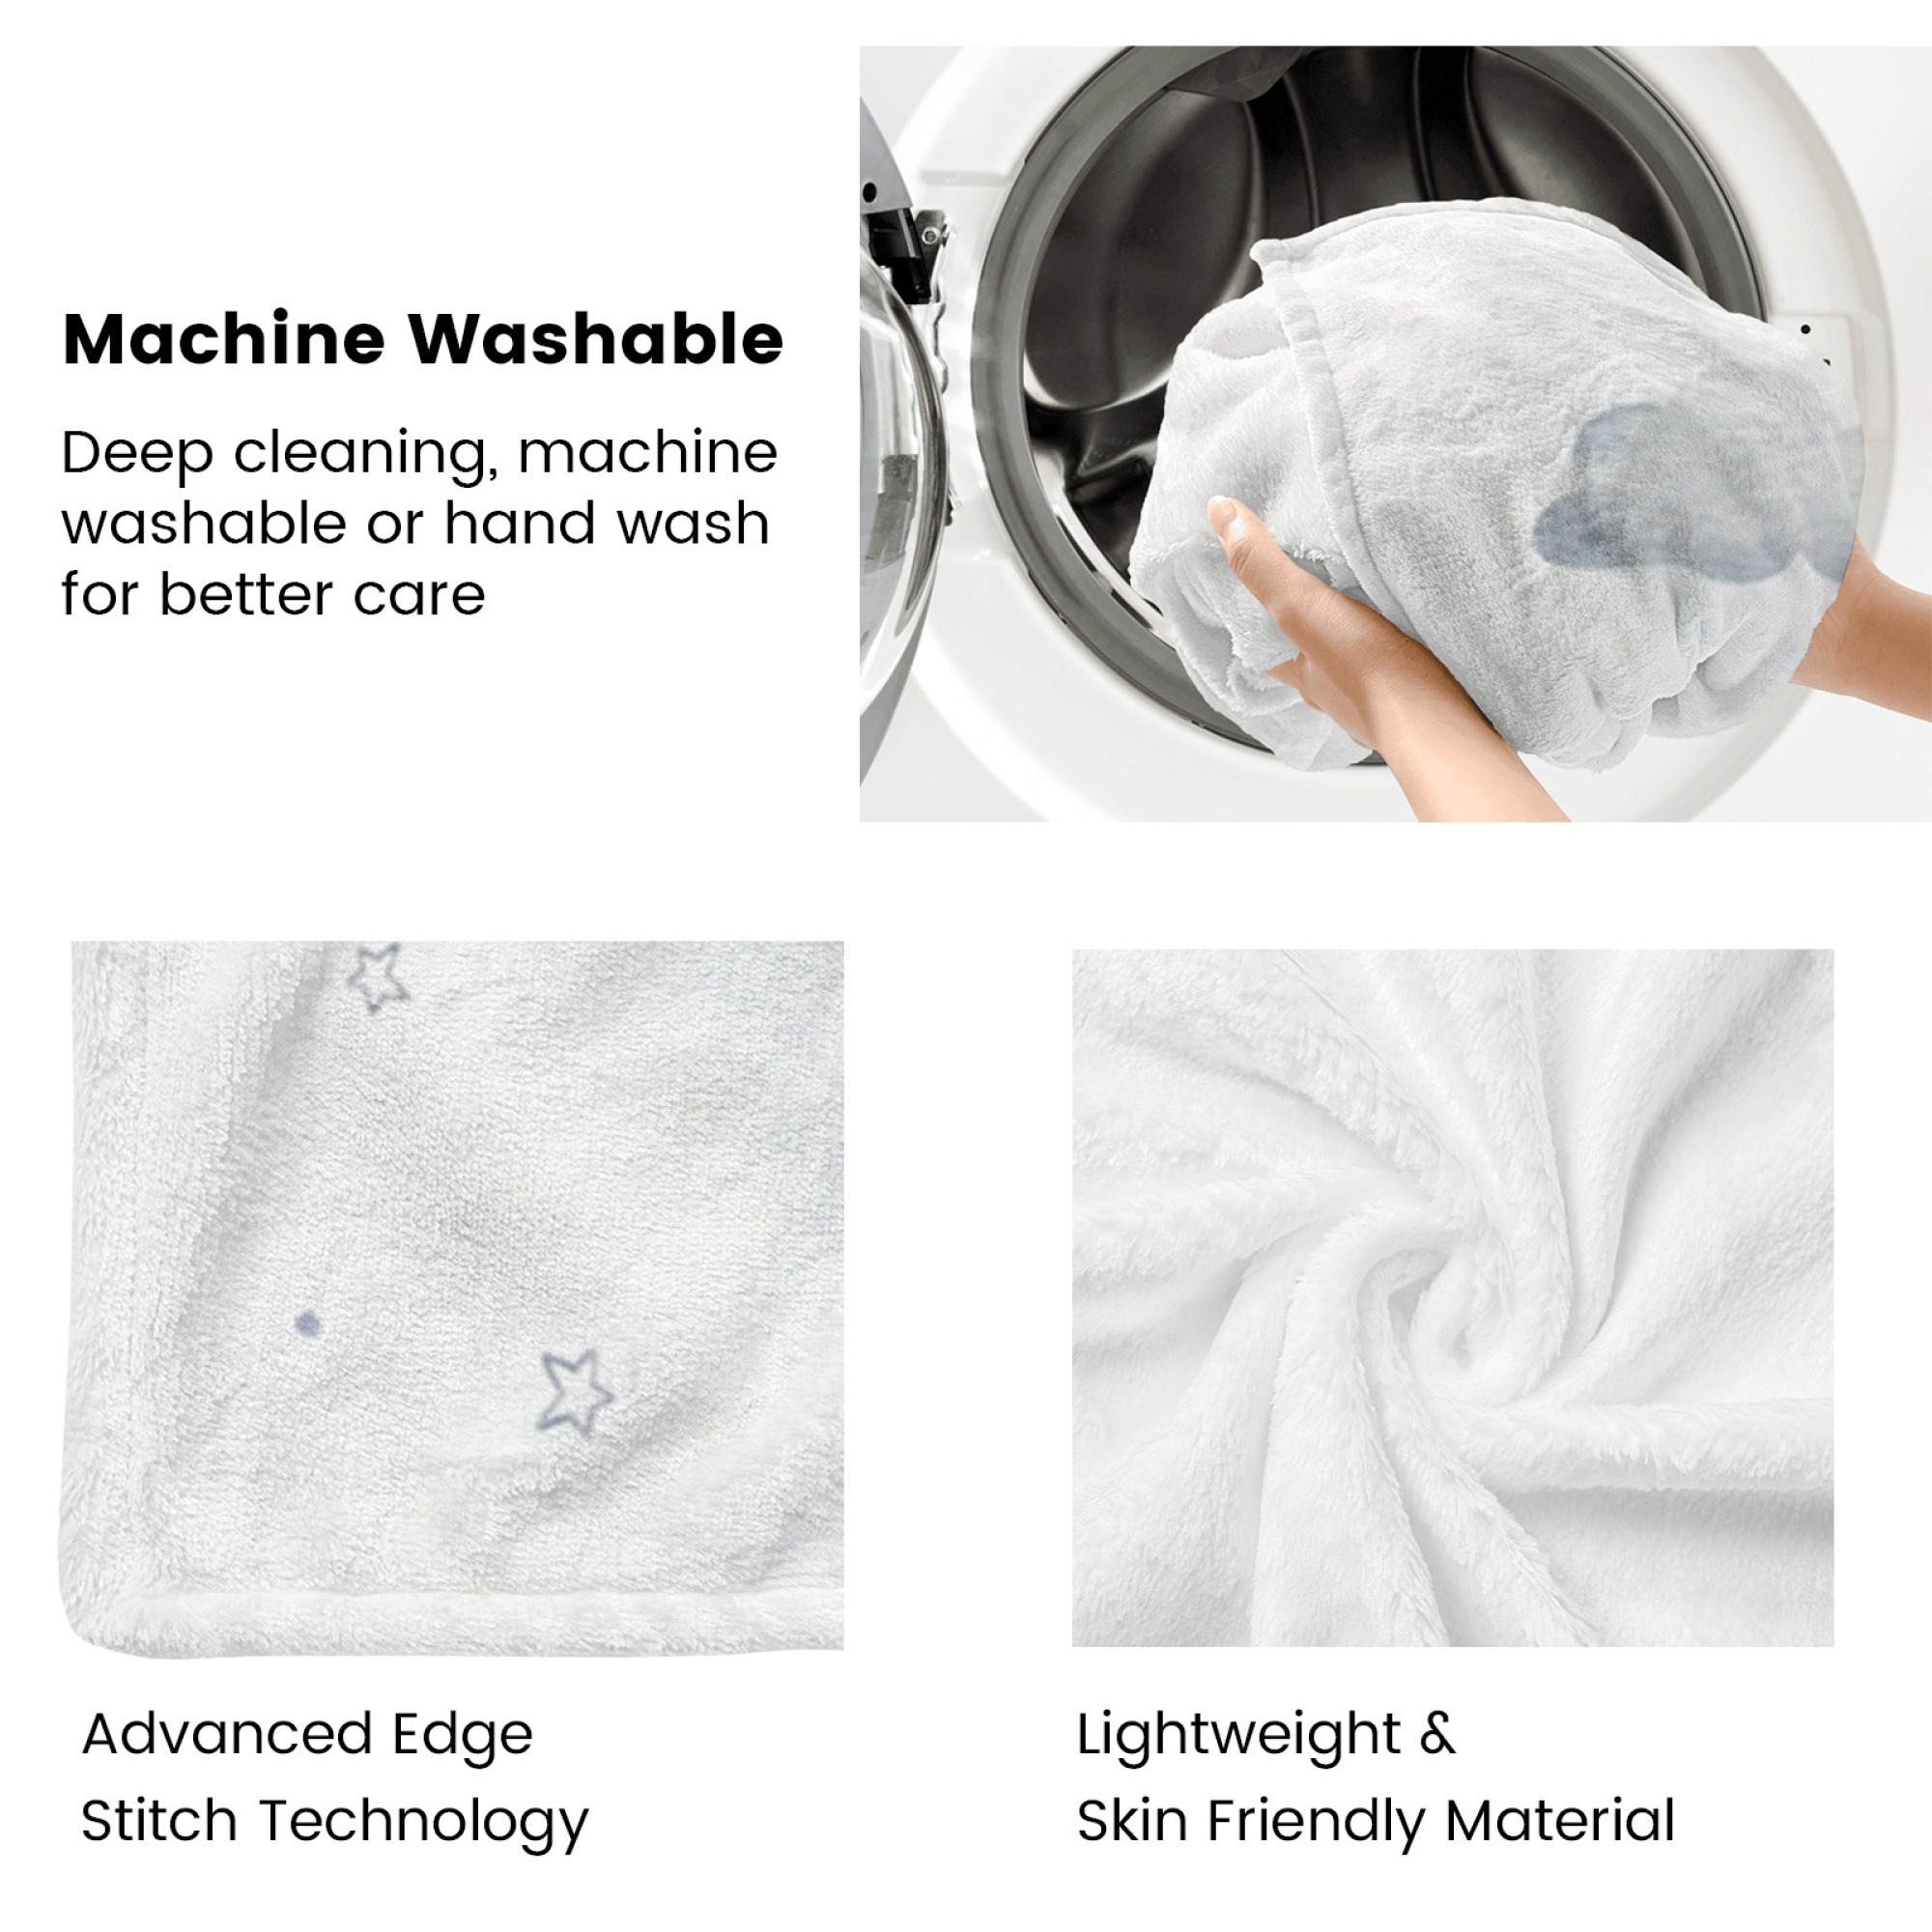 Machine Washable
Deep cleaning, machine
washable or hand wash
for better care
Advanced Edge
Stitch Technology
Lightweight &
Skin Friendly Material